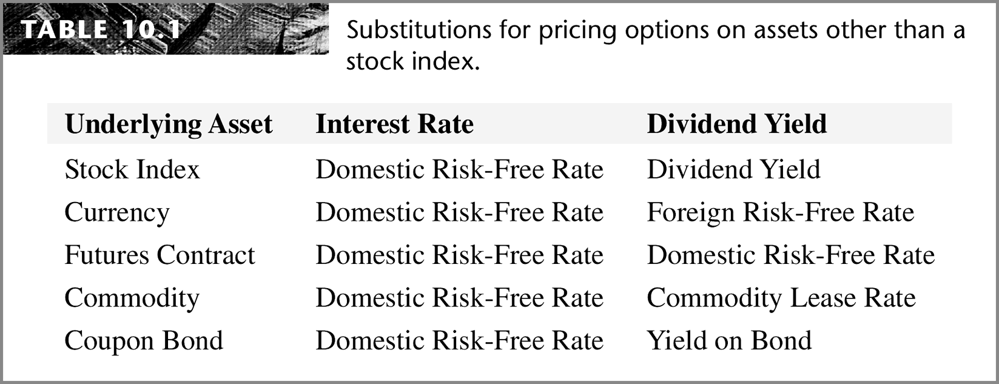 TABLE 10.1
Substitutions for pricing options on assets other than a
stock index.
Underlying Asset Interest Rate Dividend Yield
Stock Index Domestic Risk-Free Rate Dividend Yield
Currency Domestic Risk-Free Rate Foreign Risk-Free Rate
Futures Contract Domestic Risk-Free Rate Domestic Risk-Free Rate
Commodity Domestic Risk-Free Rate Commodity Lease Rate
Coupon Bond Domestic Risk-Free Rate Yield on Bond